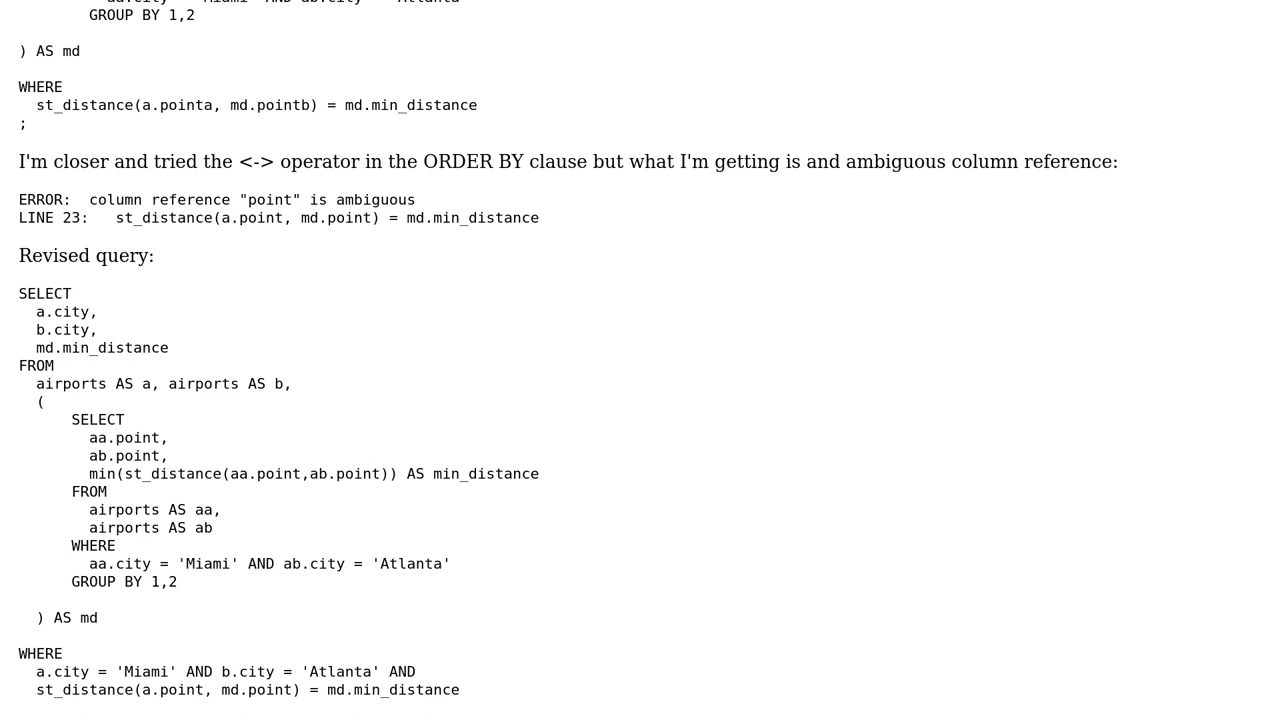 GROUP BY 1,2
) AS md
WHERE
st_distance(a.pointa, md.pointb) = md.min_distance
;
I'm closer and tried the <-> operator in the ORDER BY clause but what I'm getting is and ambiguous column reference:
ERROR:  column reference "point" is ambiguous
LINE 23:   st_distance(a.point, md.point) = md.min_distance
Revised query:
SELECT
a.city,
b.city,
md.min_distance
FROM
airports AS a, airports AS b,
(
SELECT
aa.point,
ab.point,
min(st_distance(aa.point,ab.point)) AS min_distance
FROM
airports AS aa,
airports AS ab
WHERE
aa.city = 'Miami' AND ab.city = 'Atlanta'
GROUP BY 1,2
) AS md
WHERE
a.city = 'Miami' AND b.city = 'Atlanta' AND
st_distance(a.point, md.point) = md.min_distance